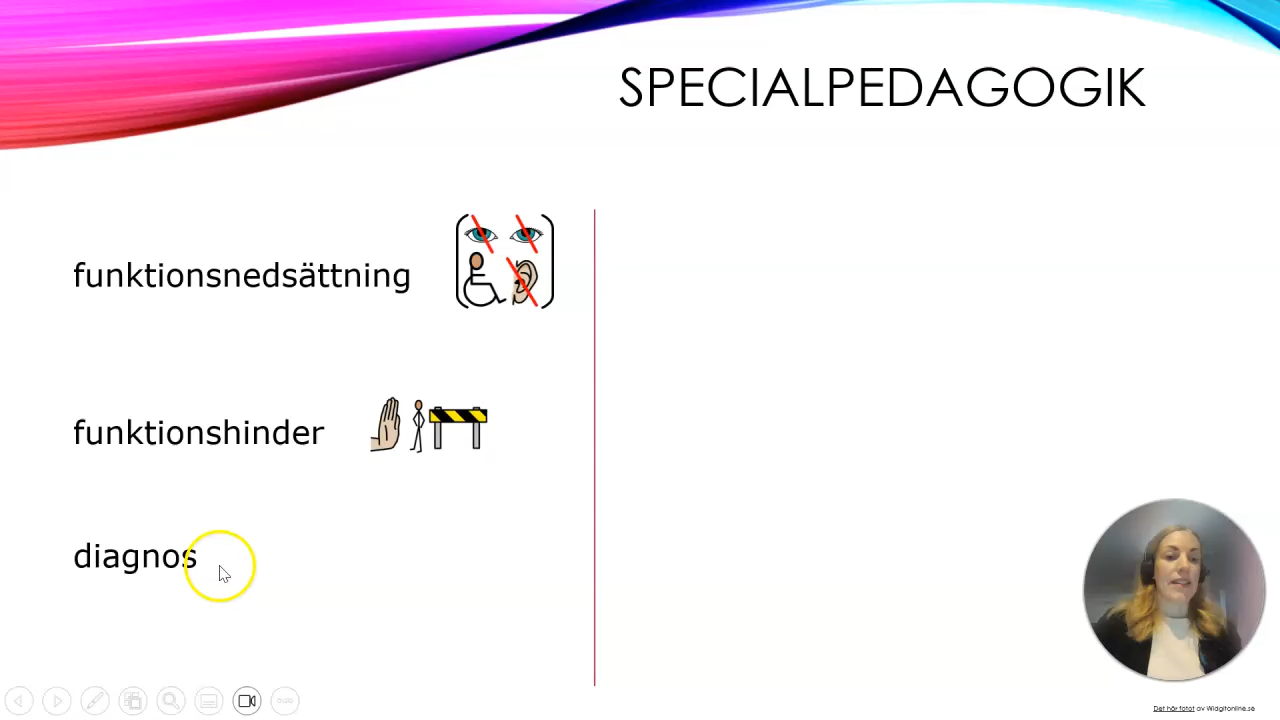 SPECIALPEDAGOGIK
funktionsnedsättning
funktionshinder
diagnos
Det här fotot av Widgitonline.se